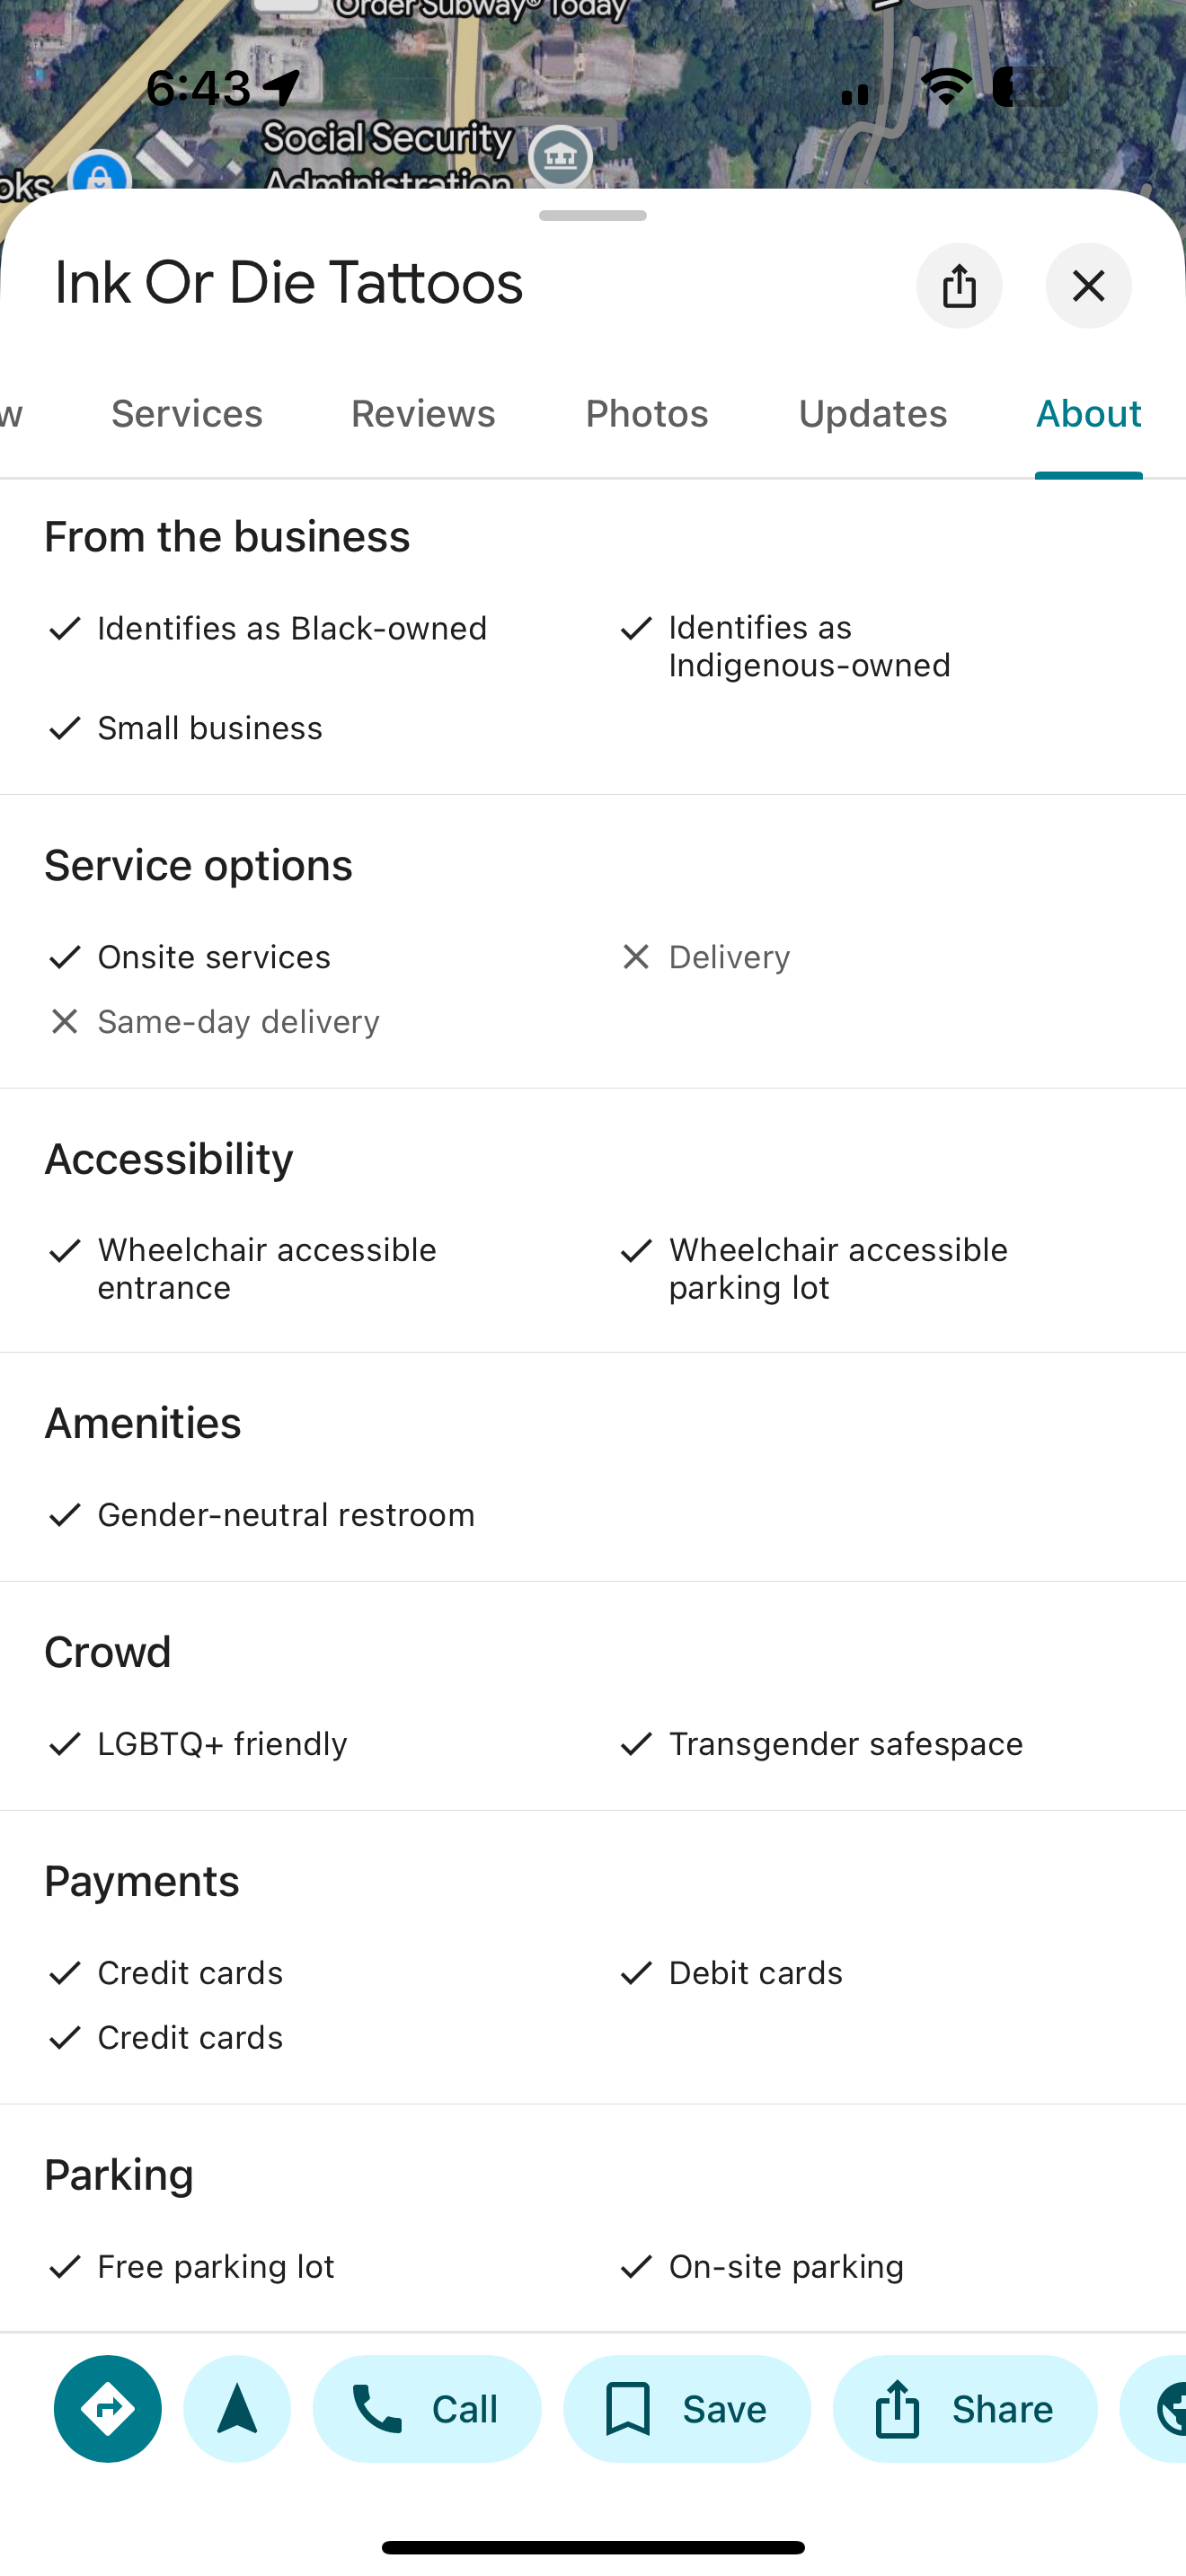 Order Subway® Today
6:43
Social Security
Administration
oks
Ink Or Die Tattoos
w Services Reviews Photos Updates About
From the business
Identifies as Black-owned
Identifies as
Indigenous-owned
Small business
Service options
Onsite services
Delivery
Same-day delivery
Accessibility
Wheelchair accessible
entrance
Wheelchair accessible
parking lot
Amenities
Gender-neutral restroom
Crowd
LGBTQ+ friendly
Transgender safespace
Payments
Credit cards
Debit cards
Credit cards
Parking
Free parking lot
On-site parking
Call Save Share